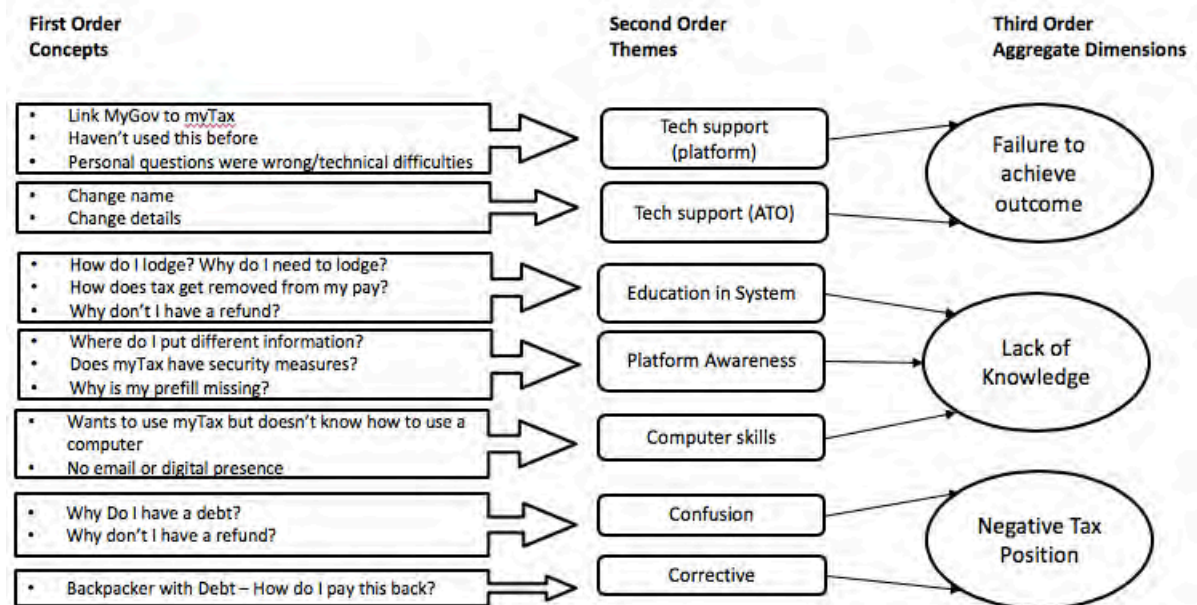 First Order
Concepts
Second Order
Themes
Third Order
Aggregate Dimensions
• Link MyGov to myTax
• Haven't used this before
• Personal questions were wrong/technical difficulties
Tech support
(platform)
Failure to
achieve
outcome
• Change name
• Change details
Tech support (ATO)
• How do I lodge? Why do I need to lodge?
• How does tax get removed from my pay?
• Why don't I have a refund?
Education in System
• Where do I put different information?
• Does myTax have security measures?
• Why is my prefill missing?
Platform Awareness
Lack of
Knowledge
• Wants to use myTax but doesn't know how to use a
computer
• No email or digital presence
Computer skills
• Why Do I have a debt?
• Why don't I have a refund?
Confusion
Negative Tax
Position
• Backpacker with Debt – How do I pay this back?
Corrective